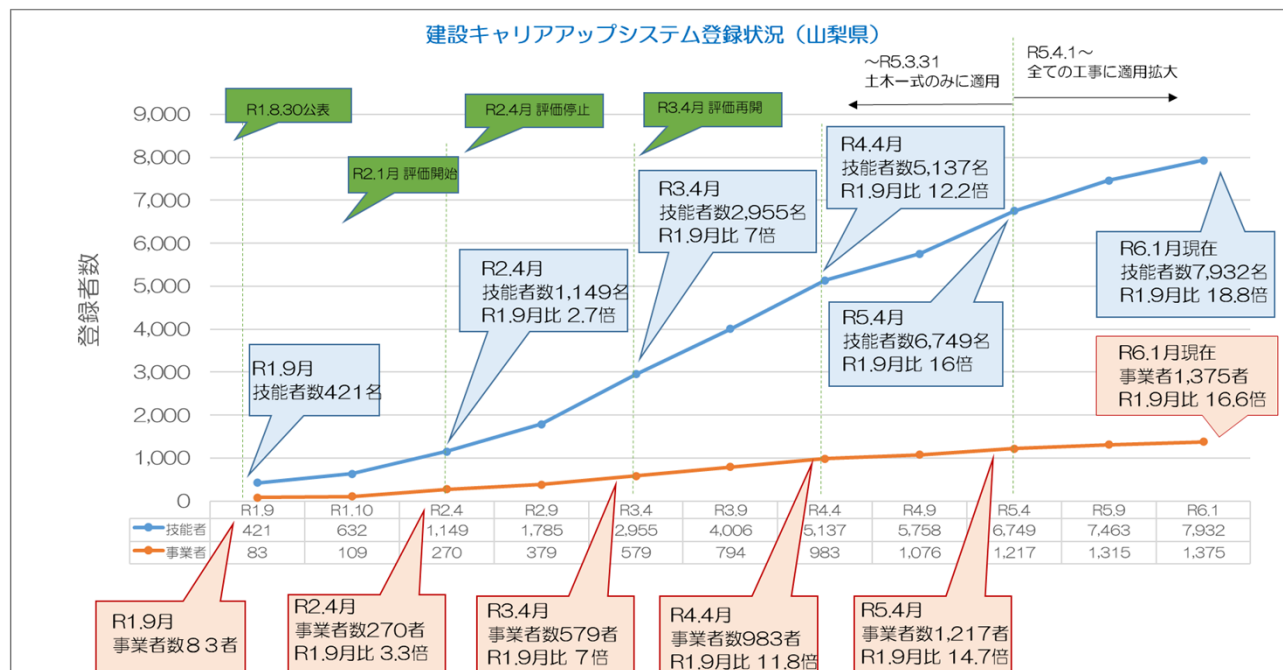 建設キャリアアップシステム登録状況（山梨県）
～R5.3.31
土木一式のみに適用
R5.4.1～
全ての工事に適用拡大
R1.8.30公表
R2.1月 評価開始
R2.4月 評価停止
R3.4月 評価再開
登録者数
9,000
8,000
7,000
6,000
5,000
4,000
3,000
2,000
1,000
0
R1.9月
技能者数421名
R2.4月
技能者数1,149名
R1.9月比 2.7倍
R3.4月
技能者数2,955名
R1.9月比 7倍
R4.4月
技能者数5,137名
R1.9月比 12.2倍
R5.4月
技能者数6,749名
R1.9月比 16倍
R6.1月現在
技能者数7,932名
R1.9月比 18.8倍
R6.1月現在
事業者1,375者
R1.9月比 16.6倍
R1.9 R1.10 R2.4 R2.9 R3.4 R3.9 R4.4 R4.9 R5.4 R5.9 R6.1
技能者 421 632 1,149 1,785 2,955 4,006 5,137 5,758 6,749 7,463 7,932
事業者 83 109 270 379 579 794 983 1,076 1,217 1,315 1,375
R1.9月
事業者数８３者
R2.4月
事業者数270者
R1.9月比 3.3倍
R3.4月
事業者数579者
R1.9月比 7倍
R4.4月
事業者数983者
R1.9月比 11.8倍
R5.4月
事業者数1,217者
R1.9月比 14.7倍